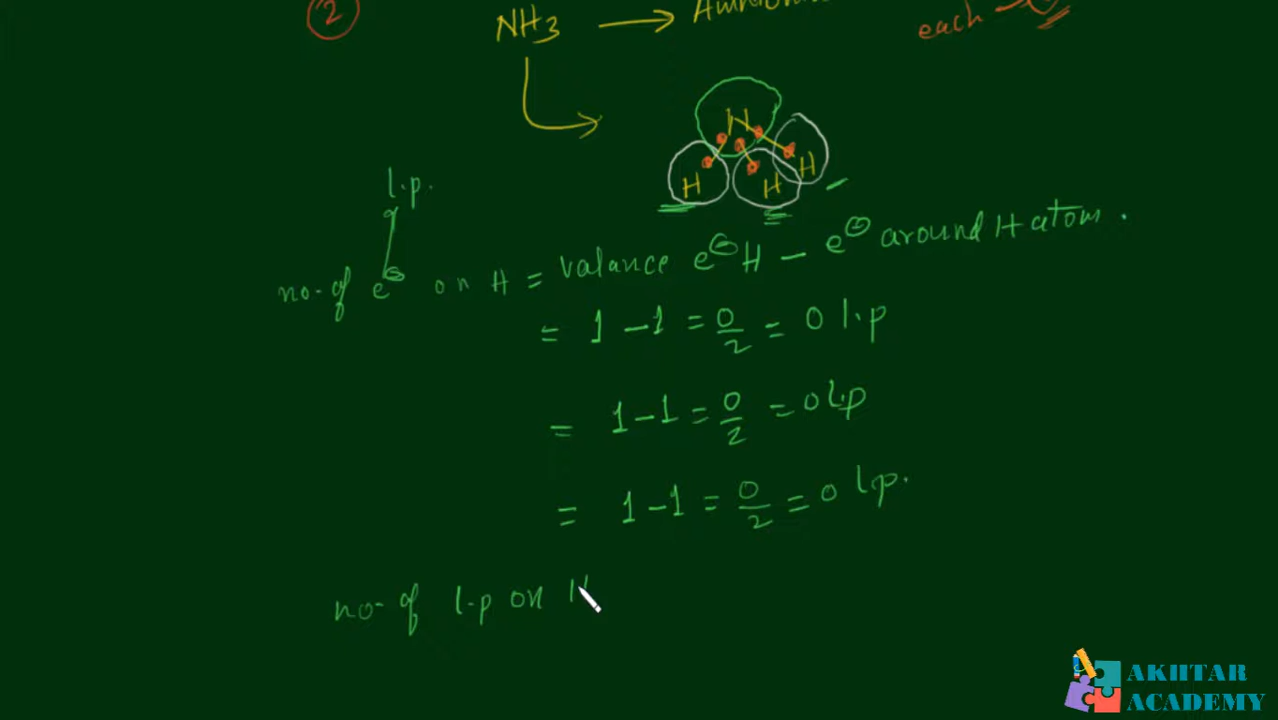 2 NH3 → each →
N
H H H
l.p.
no. of e⊖ on H = valance e⊖ H – e⊖ around H atom.
= 1 – 1 = 0/2 = 0 l.p
= 1 – 1 = 0/2 = 0 l.p
= 1 – 1 = 0/2 = 0 l.p.
no. of l.p on
AKHTAR
ACADEMY